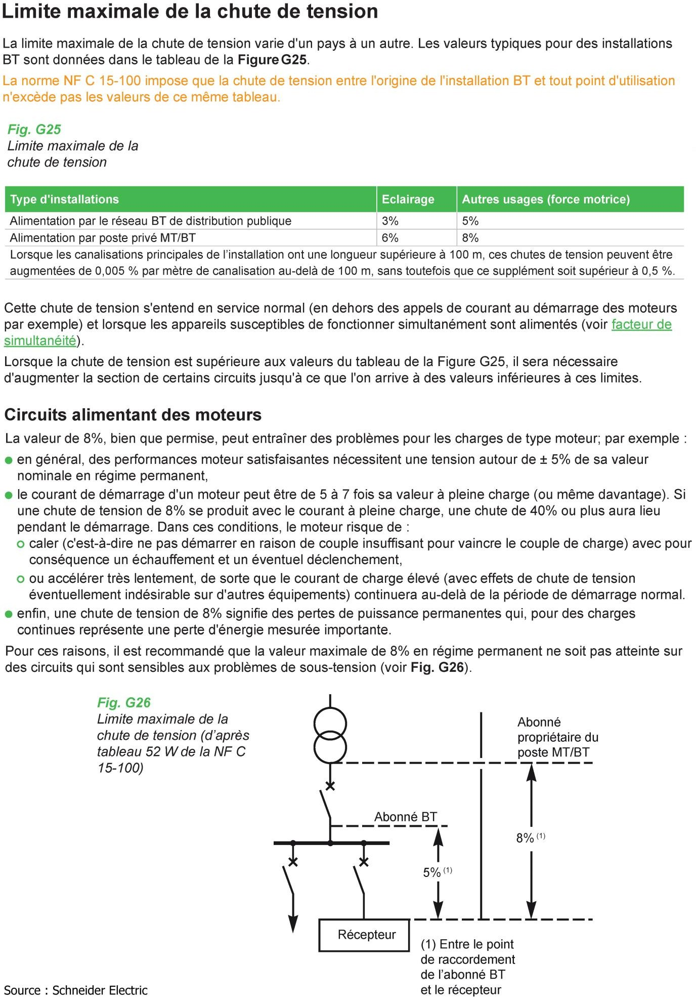 Limite maximale de la chute de tension
La limite maximale de la chute de tension varie d'un pays à un autre. Les valeurs typiques pour des installations
BT sont données dans le tableau de la Figure G25.
La norme NF C 15-100 impose que la chute de tension entre l'origine de l'installation BT et tout point d'utilisation
n'excède pas les valeurs de ce même tableau.
Fig. G25
Limite maximale de la
chute de tension
Type d'installations Eclairage Autres usages (force motrice)
Alimentation par le réseau BT de distribution publique 3% 5%
Alimentation par poste privé MT/BT 6% 8%
Lorsque les canalisations principales de l’installation ont une longueur supérieure à 100 m, ces chutes de tension peuvent être
augmentées de 0,005 % par mètre de canalisation au-delà de 100 m, sans toutefois que ce supplément soit supérieur à 0,5 %.
Cette chute de tension s'entend en service normal (en dehors des appels de courant au démarrage des moteurs
par exemple) et lorsque les appareils susceptibles de fonctionner simultanément sont alimentés (voir facteur de
simultanéité).
Lorsque la chute de tension est supérieure aux valeurs du tableau de la Figure G25, il sera nécessaire
d'augmenter la section de certains circuits jusqu'à ce que l'on arrive à des valeurs inférieures à ces limites.
Circuits alimentant des moteurs
La valeur de 8%, bien que permise, peut entraîner des problèmes pour les charges de type moteur; par exemple :
en général, des performances moteur satisfaisantes nécessitent une tension autour de ± 5% de sa valeur
nominale en régime permanent,
le courant de démarrage d'un moteur peut être de 5 à 7 fois sa valeur à pleine charge (ou même davantage). Si
une chute de tension de 8% se produit avec le courant à pleine charge, une chute de 40% ou plus aura lieu
pendant le démarrage. Dans ces conditions, le moteur risque de :
caler (c'est-à-dire ne pas démarrer en raison de couple insuffisant pour vaincre le couple de charge) avec pour
conséquence un échauffement et un éventuel déclenchement,
ou accélérer très lentement, de sorte que le courant de charge élevé (avec effets de chute de tension
éventuellement indésirable sur d'autres équipements) continuera au-delà de la période de démarrage normal.
enfin, une chute de tension de 8% signifie des pertes de puissance permanentes qui, pour des charges
continues représente une perte d'énergie mesurée importante.
Pour ces raisons, il est recommandé que la valeur maximale de 8% en régime permanent ne soit pas atteinte sur
des circuits qui sont sensibles aux problèmes de sous-tension (voir Fig. G26).
Fig. G26
Limite maximale de la
chute de tension (d’après
tableau 52 W de la NF C
15-100)
Abonné
propriétaire du
poste MT/BT
Abonné BT
8% (1)
5% (1)
Récepteur
(1) Entre le point
de raccordement
de l’abonné BT
et le récepteur
Source : Schneider Electric